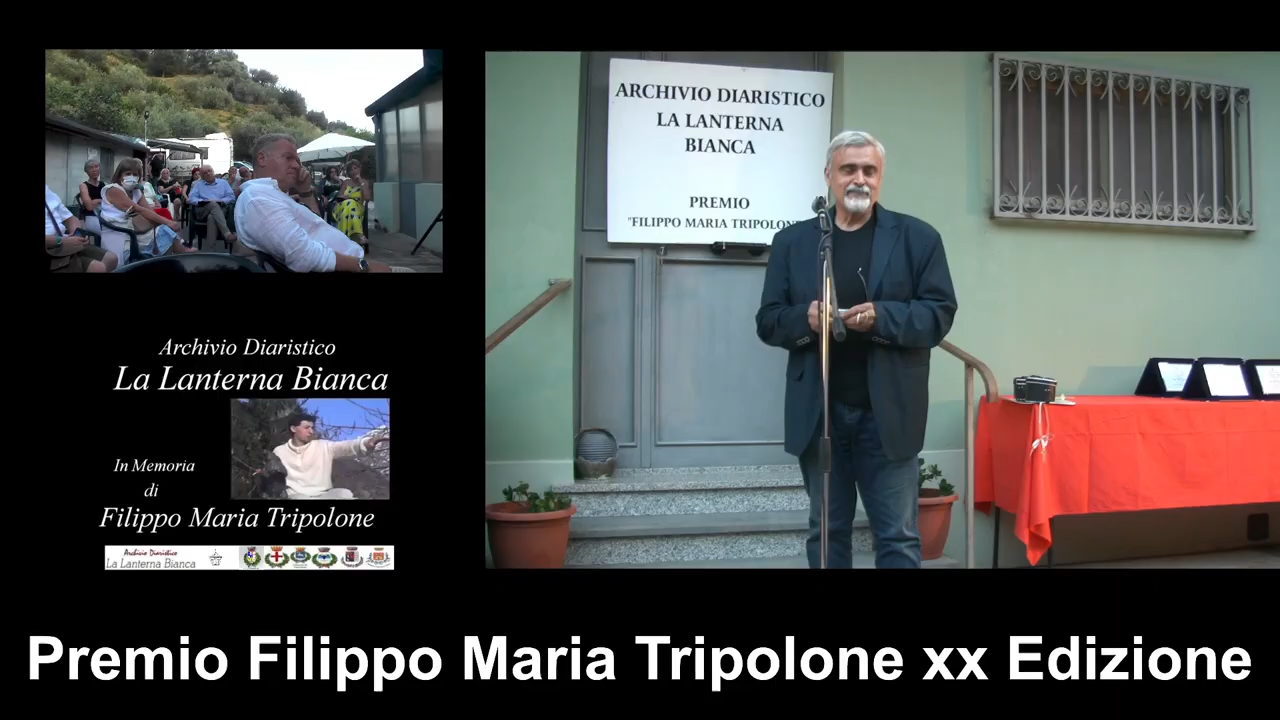 ARCHIVIO DIARISTICO
LA LANTERNA
BIANCA
PREMIO
"FILIPPO MARIA TRIPOLON
Archivio Diaristico
La Lanterna Bianca
In Memoria
di
Filippo Maria Tripolone
Archivio Diaristico
La Lanterna Bianca
Premio Filippo Maria Tripolone xx Edizione